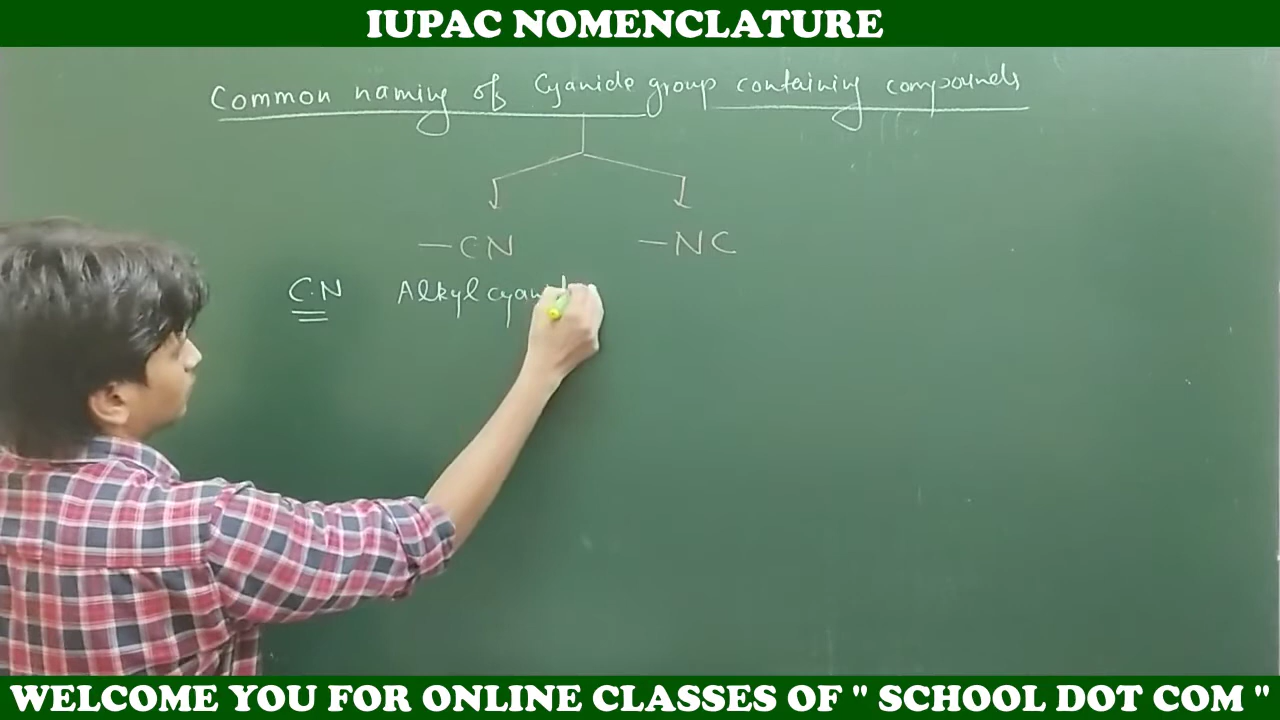 IUPAC NOMENCLATURE
Common naming of Cyanide group containing compounds
—CN —NC
C.N Alkyl cyanid
WELCOME YOU FOR ONLINE CLASSES OF " SCHOOL DOT COM "